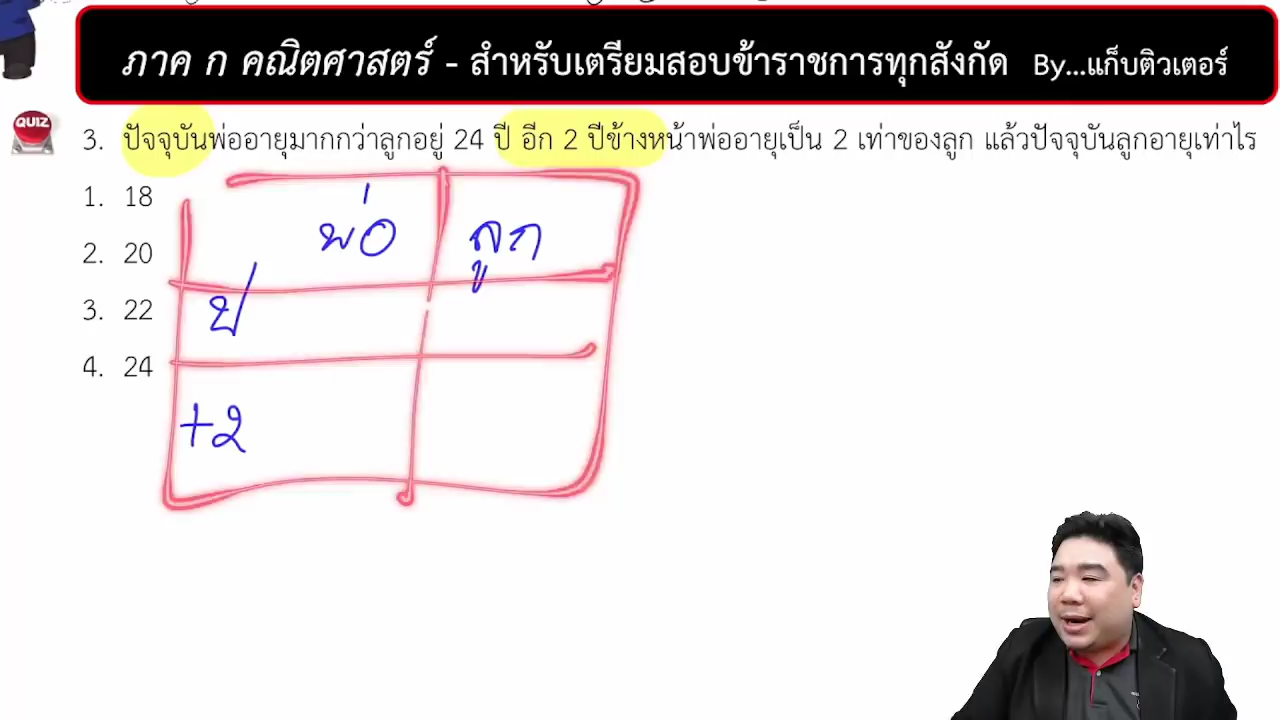 ภาค ก คณิตศาสตร์ - สำหรับเตรียมสอบข้าราชการทุกสังกัด By...แก็บติวเตอร์
QUIZ
3. ปัจจุบันพ่ออายุมากกว่าลูกอยู่ 24 ปี อีก 2 ปีข้างหน้าพ่ออายุเป็น 2 เท่าของลูก แล้วปัจจุบันลูกอายุเท่าไร
1. 18
2. 20
3. 22
4. 24
พ่อ ลูก
ป
+2